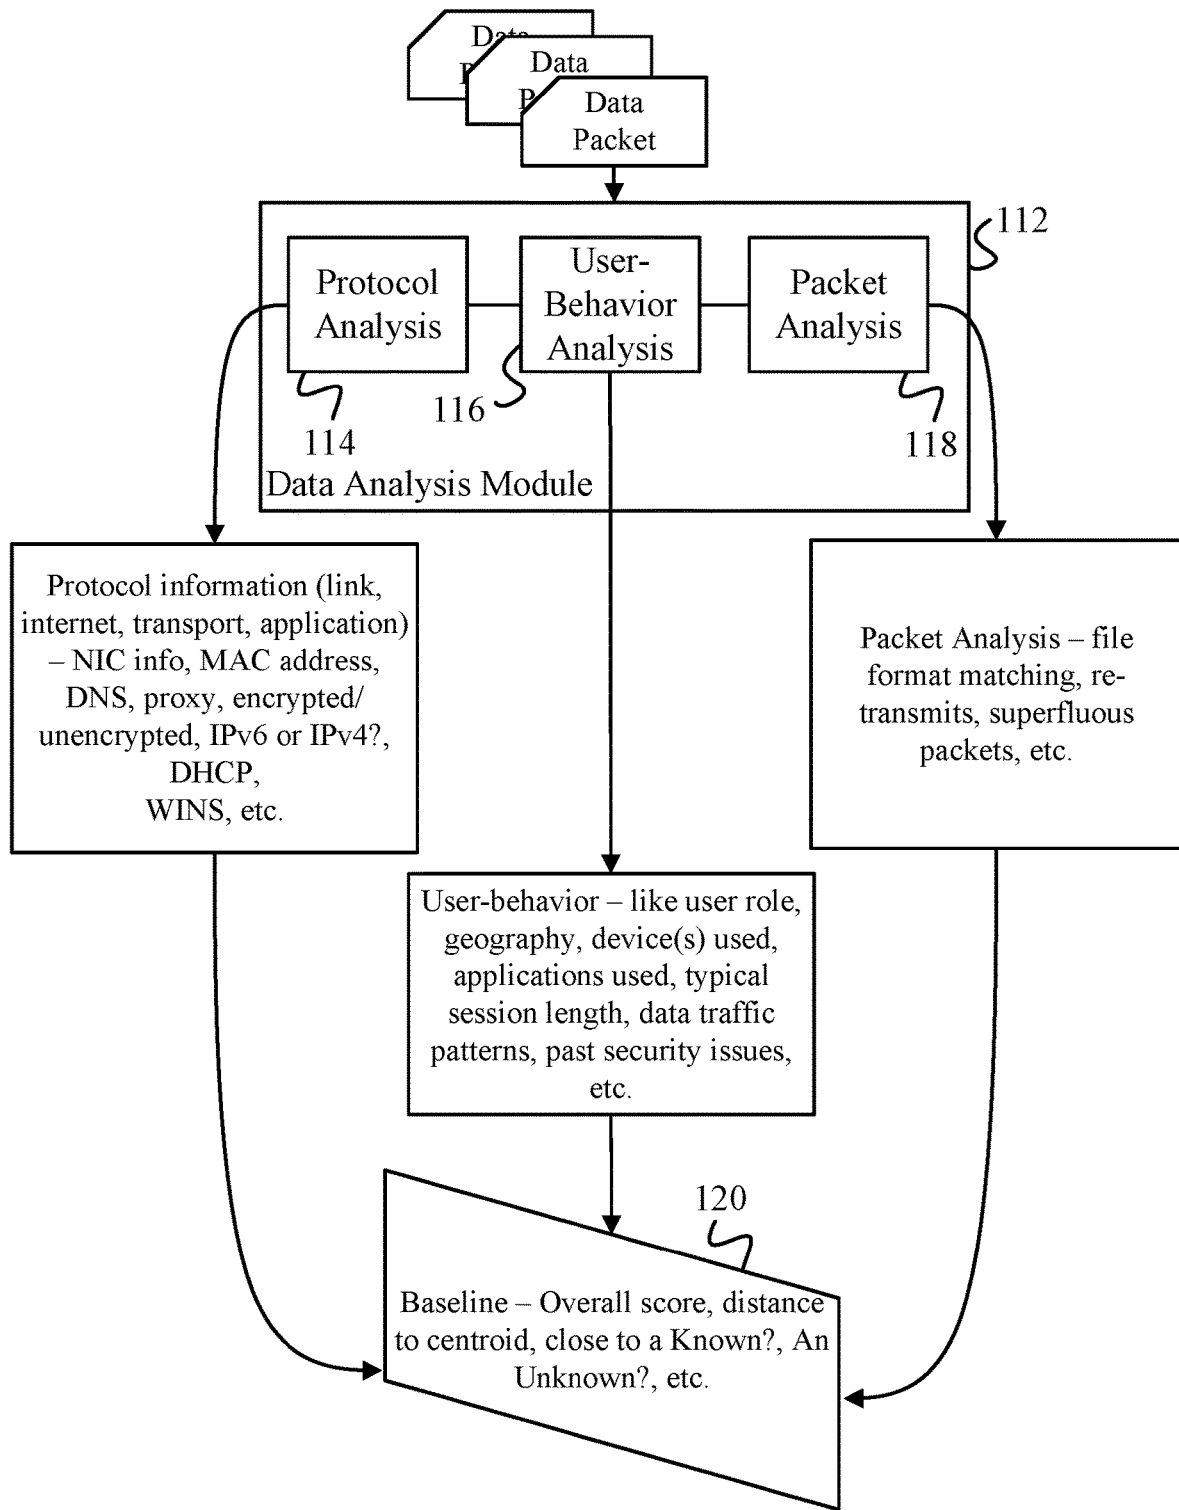 Data
P
Data
P
Data
Packet
112
Protocol
Analysis
User-
Behavior
Analysis
Packet
Analysis
114
116
118
Data Analysis Module
Protocol information (link,
internet, transport, application)
– NIC info, MAC address,
DNS, proxy, encrypted/
unencrypted, IPv6 or IPv4?,
DHCP,
WINS, etc.
Packet Analysis – file
format matching, re-
transmits, superfluous
packets, etc.
User-behavior – like user role,
geography, device(s) used,
applications used, typical
session length, data traffic
patterns, past security issues,
etc.
120
Baseline – Overall score, distance
to centroid, close to a Known?, An
Unknown?, etc.